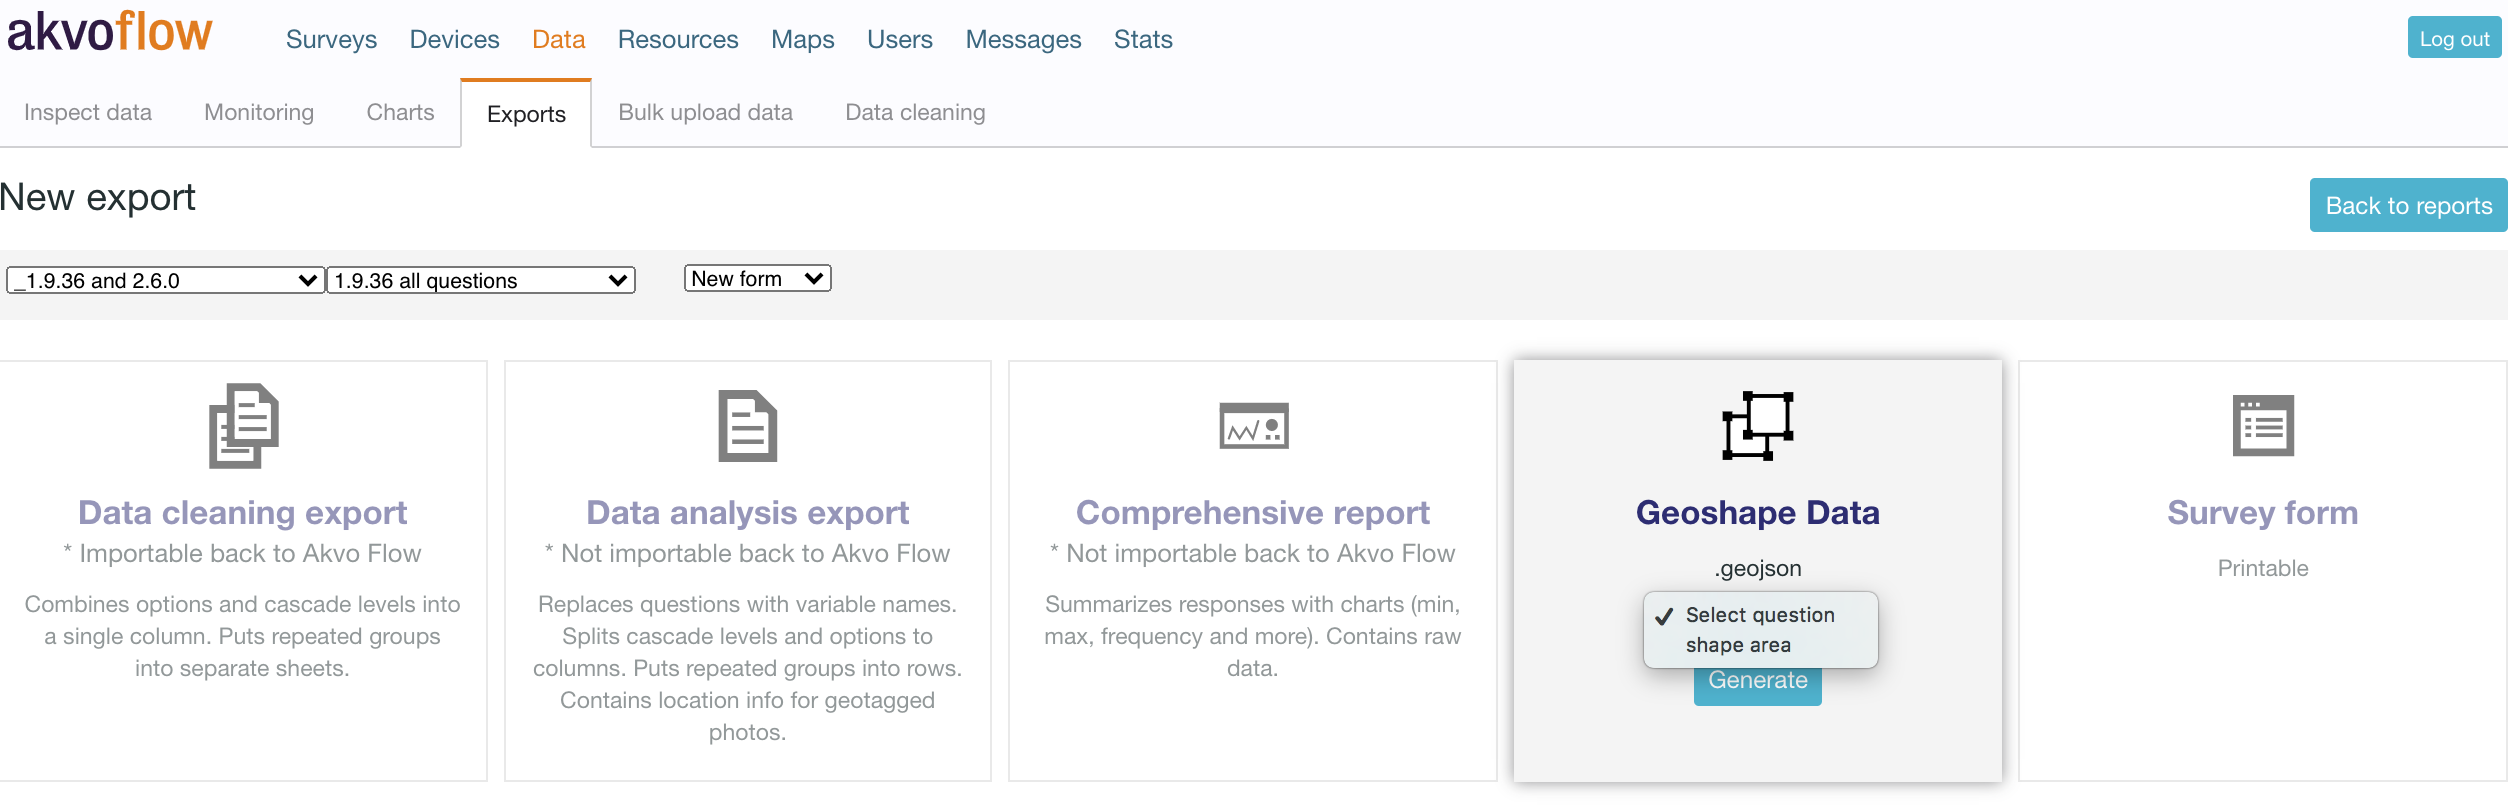 akvoflow
Surveys Devices Data Resources Maps Users Messages Stats
Log out
Inspect data Monitoring Charts Exports Bulk upload data Data cleaning
New export
Back to reports
_1.9.36 and 2.6.0 1.9.36 all questions New form
Data cleaning export
* Importable back to Akvo Flow
Combines options and cascade levels into
a single column. Puts repeated groups
into separate sheets.
Data analysis export
* Not importable back to Akvo Flow
Replaces questions with variable names.
Splits cascade levels and options to
columns. Puts repeated groups into rows.
Contains location info for geotagged
photos.
Comprehensive report
* Not importable back to Akvo Flow
Summarizes responses with charts (min,
max, frequency and more). Contains raw
data.
Geoshape Data
.geojson
Select question
shape area
Generate
Survey form
Printable